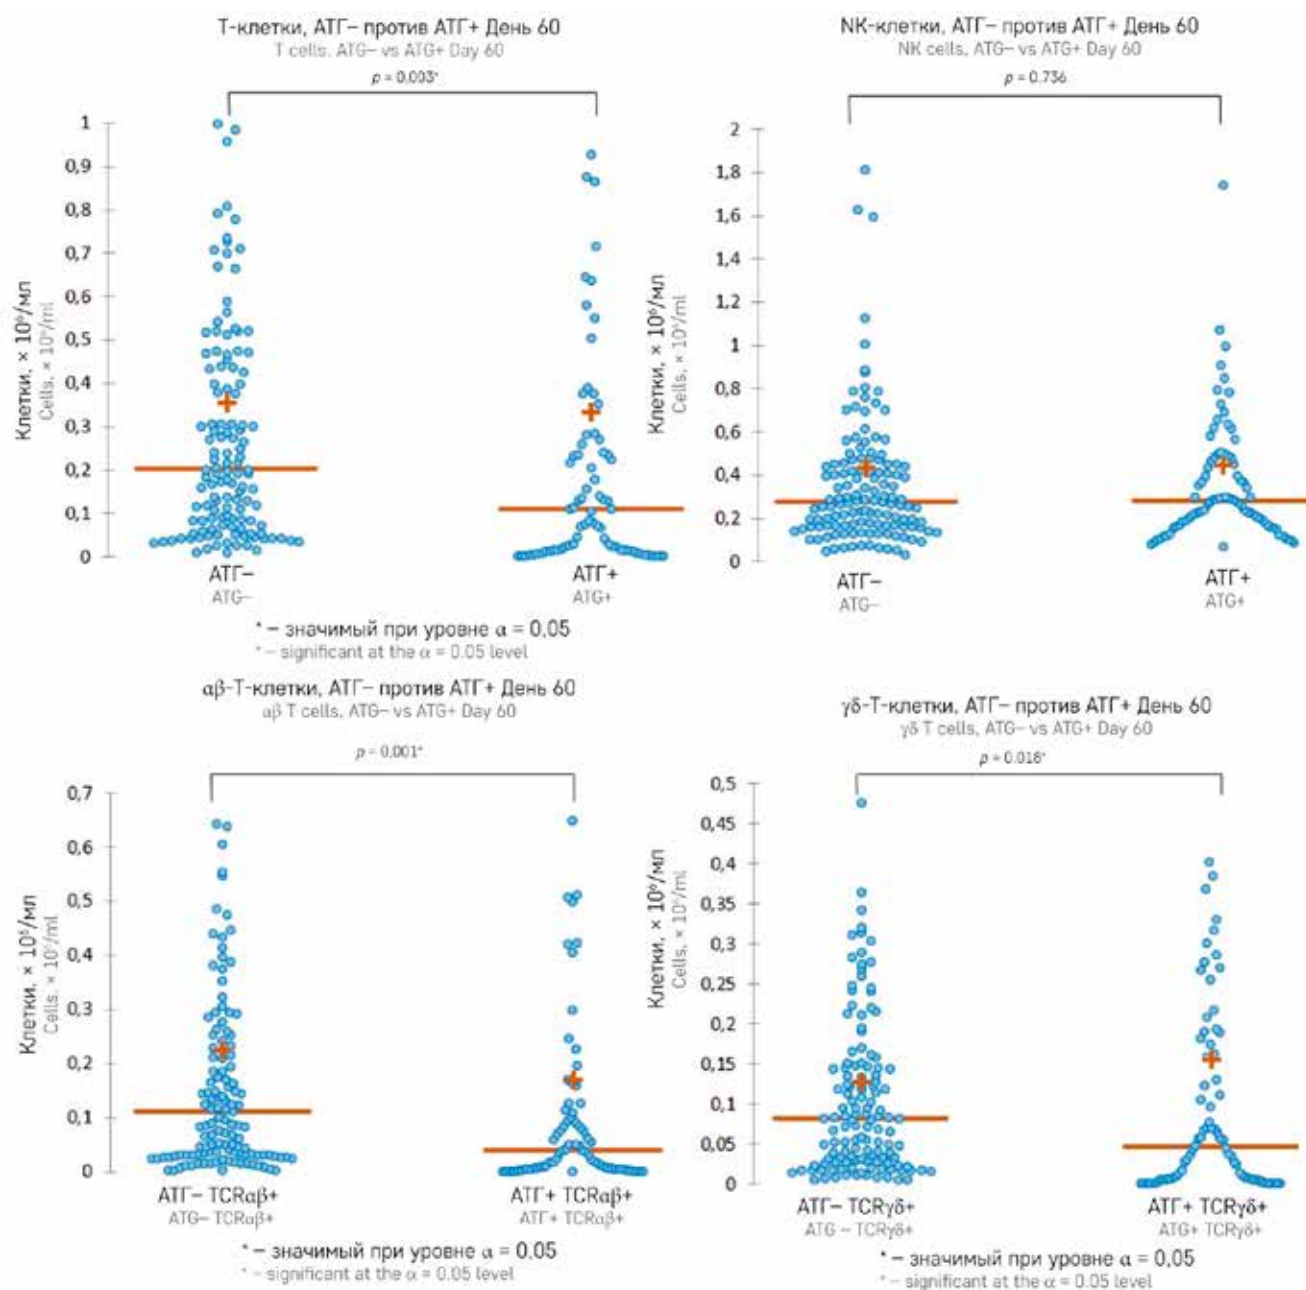 Т-клетки, АТГ− против АТГ+ День 60
T cells, ATG− vs ATG+ Day 60
p = 0.003*
1
0,9
0,8
0,7
0,6
0,5
0,4
0,3
0,2
0,1
0
Клетки, × 10⁶/мл
Cells, × 10⁶/ml
АТГ−
ATG−
АТГ+
ATG+
* – значимый при уровне α = 0,05
* – significant at the α = 0.05 level
NK-клетки, АТГ− против АТГ+ День 60
NK cells, ATG− vs ATG+ Day 60
p = 0.736
2
1,8
1,6
1,4
1,2
1
0,8
0,6
0,4
0,2
0
Клетки, × 10⁶/мл
Cells, × 10⁶/ml
АТГ−
ATG−
АТГ+
ATG+
αβ-Т-клетки, АТГ− против АТГ+ День 60
αβ T cells, ATG− vs ATG+ Day 60
p = 0.001*
0,7
0,6
0,5
0,4
0,3
0,2
0,1
0
Клетки, × 10⁶/мл
Cells, × 10⁶/ml
АТГ− TCRαβ+
ATG− TCRαβ+
АТГ+ TCRαβ+
АТГ+ TCRαβ+
* – значимый при уровне α = 0,05
* – significant at the α = 0.05 level
γδ-Т-клетки, АТГ− против АТГ+ День 60
γδ T cells, ATG− vs ATG+ Day 60
p = 0.018*
0,5
0,45
0,4
0,35
0,3
0,25
0,2
0,15
0,1
0,05
0
Клетки, × 10⁶/мл
Cells, × 10⁶/ml
АТГ− TCRγδ+
ATG − TCRγδ+
АТГ+ TCRγδ+
ATG+ TCRγδ+
* – значимый при уровне α = 0,05
* – significant at the α = 0.05 level